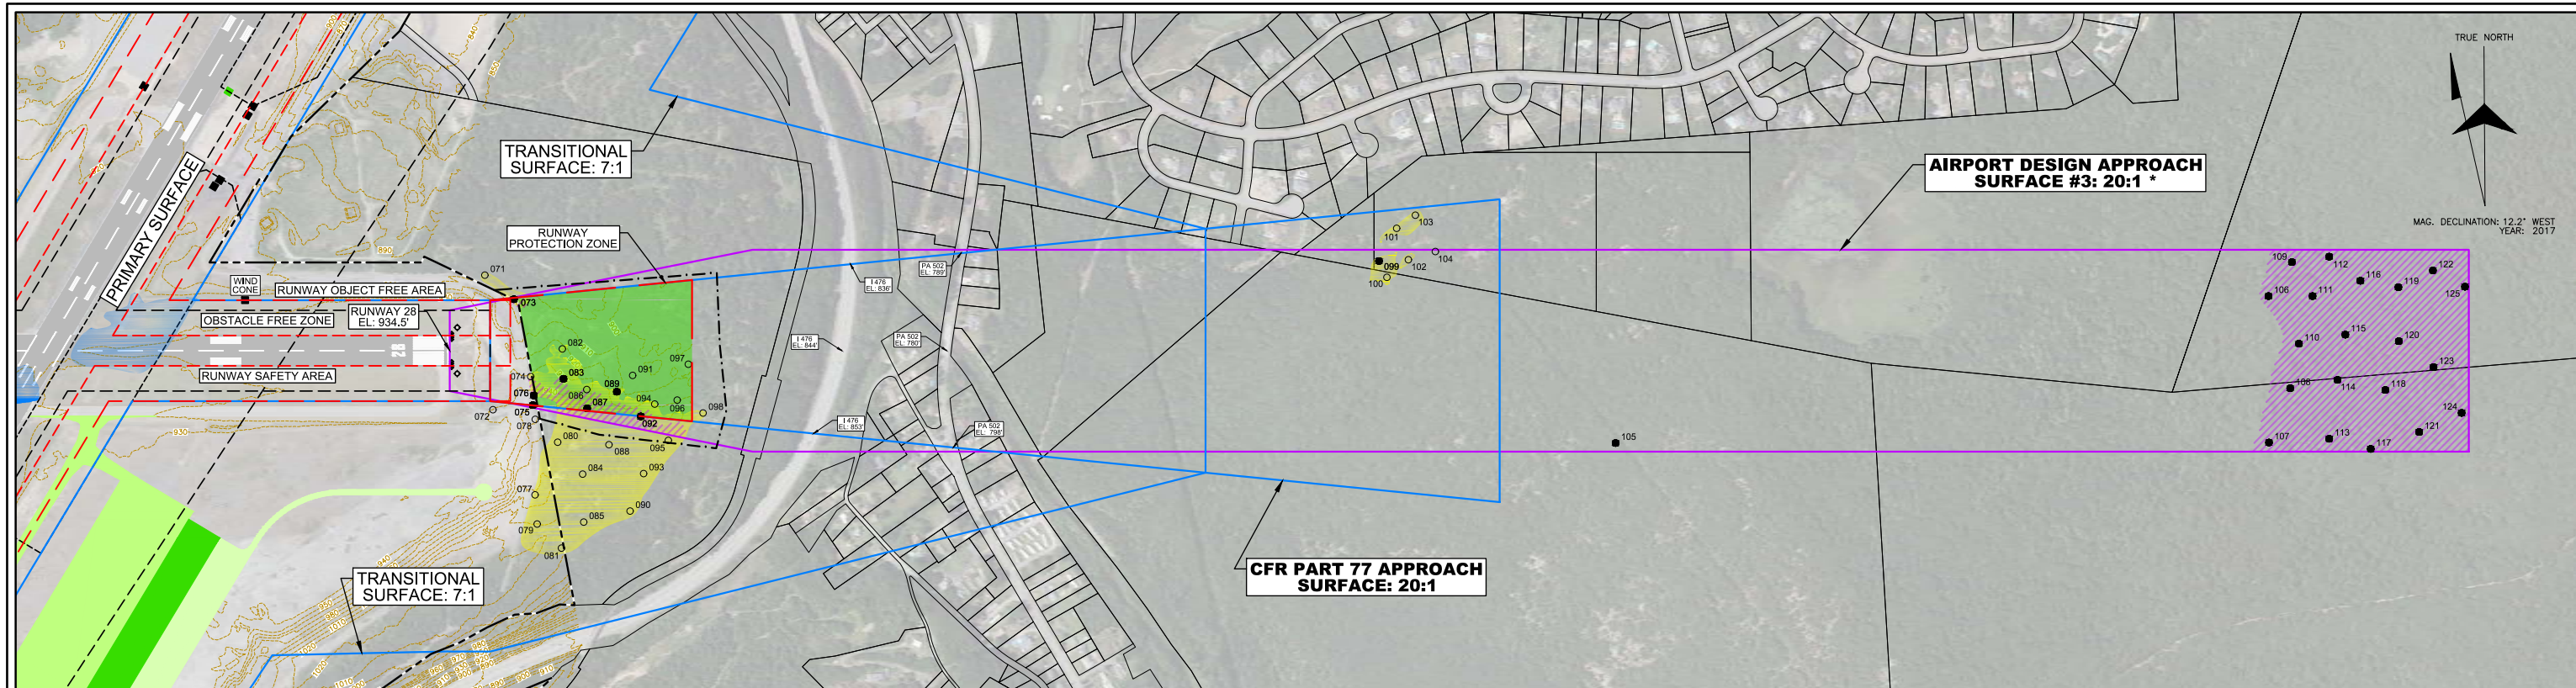 TRUE NORTH
MAG. DECLINATION: 12.2° WEST
YEAR: 2017
TRANSITIONAL
SURFACE: 7:1
AIRPORT DESIGN APPROACH
SURFACE #3: 20:1 *
PRIMARY SURFACE
RUNWAY
PROTECTION ZONE
WIND
CONE
RUNWAY OBJECT FREE AREA
OBSTACLE FREE ZONE
RUNWAY 28
EL: 934.5'
28
RUNWAY SAFETY AREA
I 476
EL: 836'
PA 502
EL: 789'
I 476
EL: 844'
PA 502
EL: 780'
I 476
EL: 853'
PA 502
EL: 798'
CFR PART 77 APPROACH
SURFACE: 20:1
TRANSITIONAL
SURFACE: 7:1
071
072
073
074
075
076
077
078
079
080
081
082
083
084
085
086
087
088
089
090
091
092
093
094
095
096
097
098
099
100
101
102
103
104
105
106
107
108
109
110
111
112
113
114
115
116
117
118
119
120
121
122
123
124
125
890
930